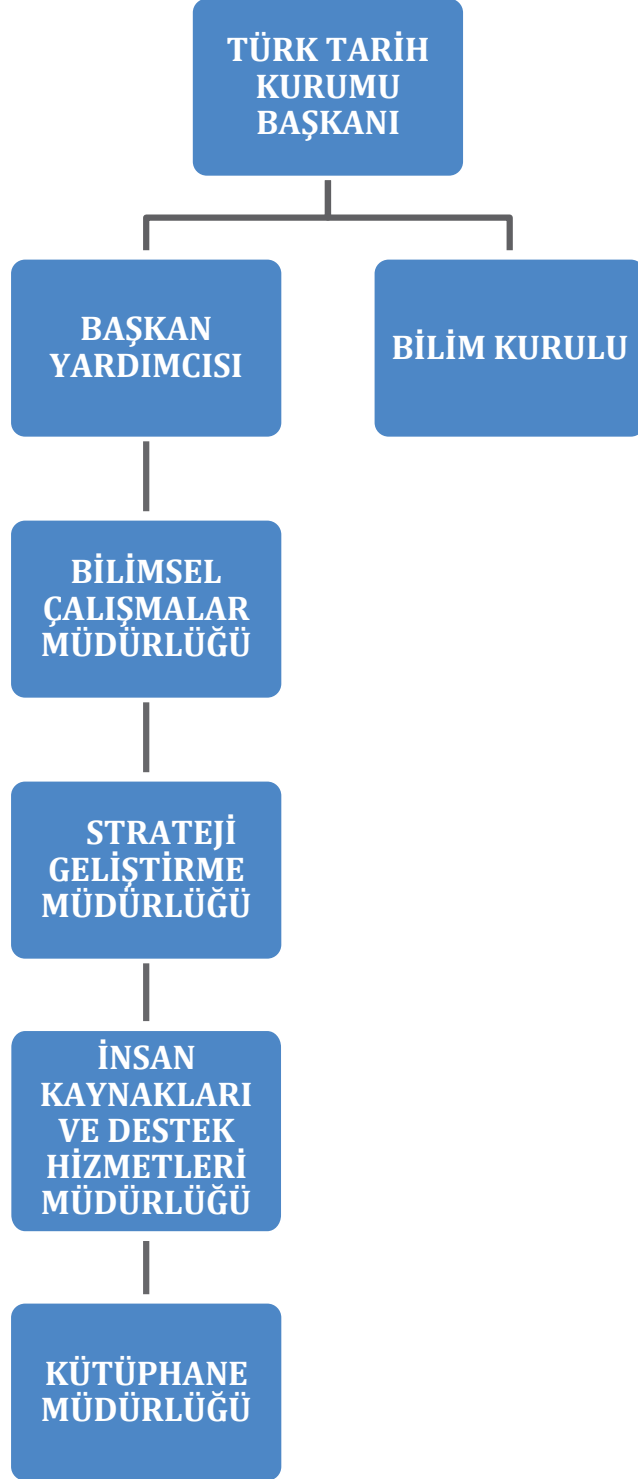 TÜRK TARİH
KURUMU
BAŞKANI
BAŞKAN
YARDIMCISI
BİLİM KURULU
BİLİMSEL
ÇALIŞMALAR
MÜDÜRLÜĞÜ
STRATEJİ
GELİŞTİRME
MÜDÜRLÜĞÜ
İNSAN
KAYNAKLARI
VE DESTEK
HİZMETLERİ
MÜDÜRLÜĞÜ
KÜTÜPHANE
MÜDÜRLÜĞÜ